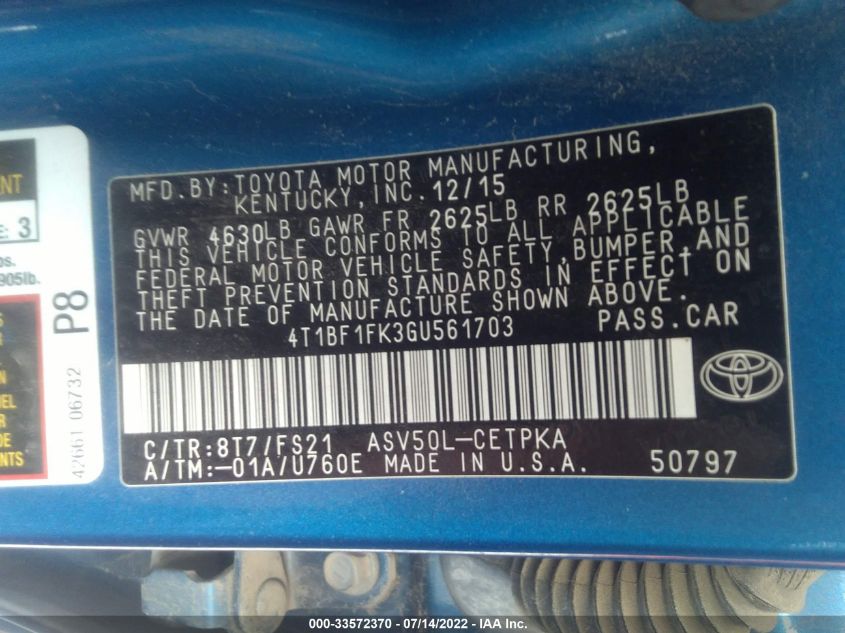 MFD.BY:TOYOTA MOTOR MANUFACTURING,
KENTUCKY,INC.12/15
GVWR 4630LB GAWR FR 2625LB RR 2625LB
THIS VEHICLE CONFORMS TO ALL APPLICABLE
FEDERAL MOTOR VEHICLE SAFETY,BUMPER,AND
THEFT PREVENTION STANDARDS IN EFFECT ON
THE DATE OF MANUFACTURE SHOWN ABOVE.
4T1BF1FK3GU561703 PASS.CAR
C/TR:8T7/FS21 ASV50L-CETPKA
A/TM:-01A/U760E MADE IN U.S.A. 50797
3
905lb.
P8
42661 06732
000-33572370 - 07/14/2022 - IAA Inc.